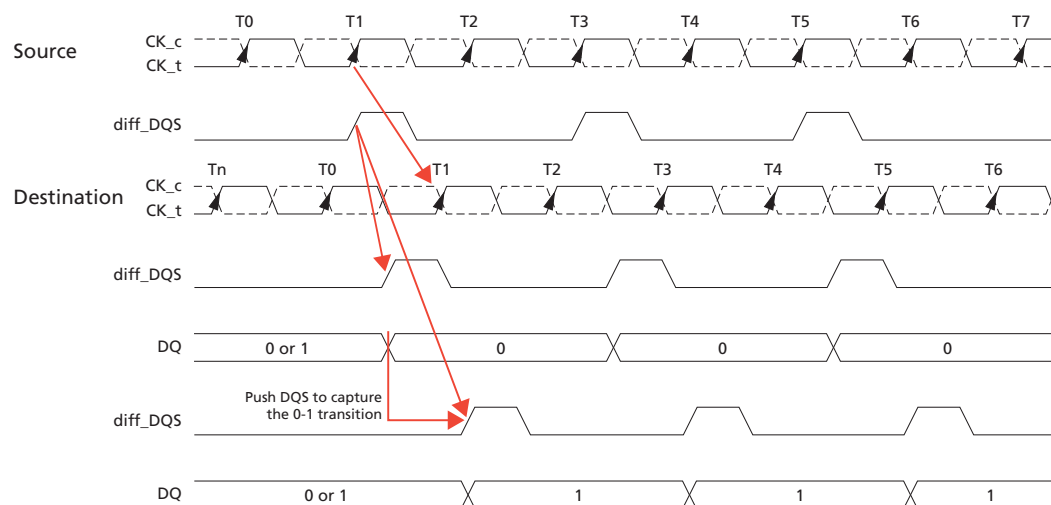 T0 T1 T2 T3 T4 T5 T6 T7
Source
CK_c
CK_t
diff_DQS
Tn T0 T1 T2 T3 T4 T5 T6
Destination
CK_c
CK_t
diff_DQS
DQ 0 or 1 0 0 0
Push DQS to capture
the 0-1 transition
diff_DQS
DQ 0 or 1 1 1 1